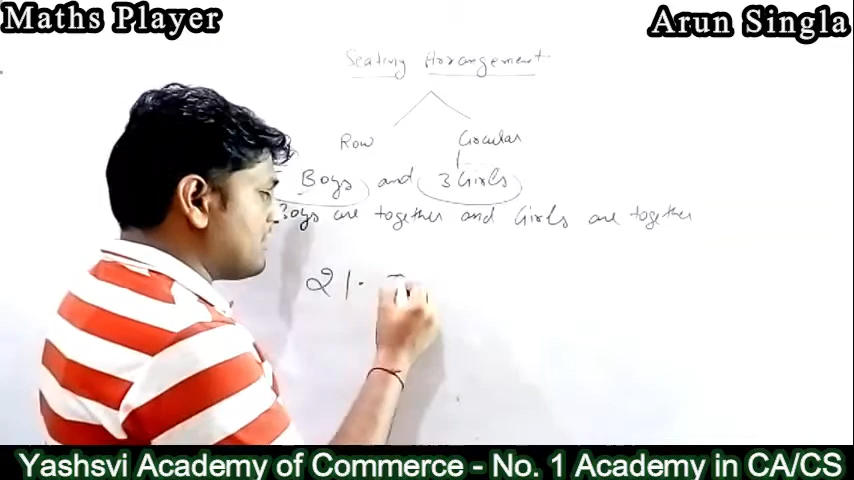 Maths Player
Arun Singla
Seating Arrangement
Row Circular
Boys and 3 Girls
Boys are together and Girls are together
2!.
Yashsvi Academy of Commerce - No. 1 Academy in CA/CS